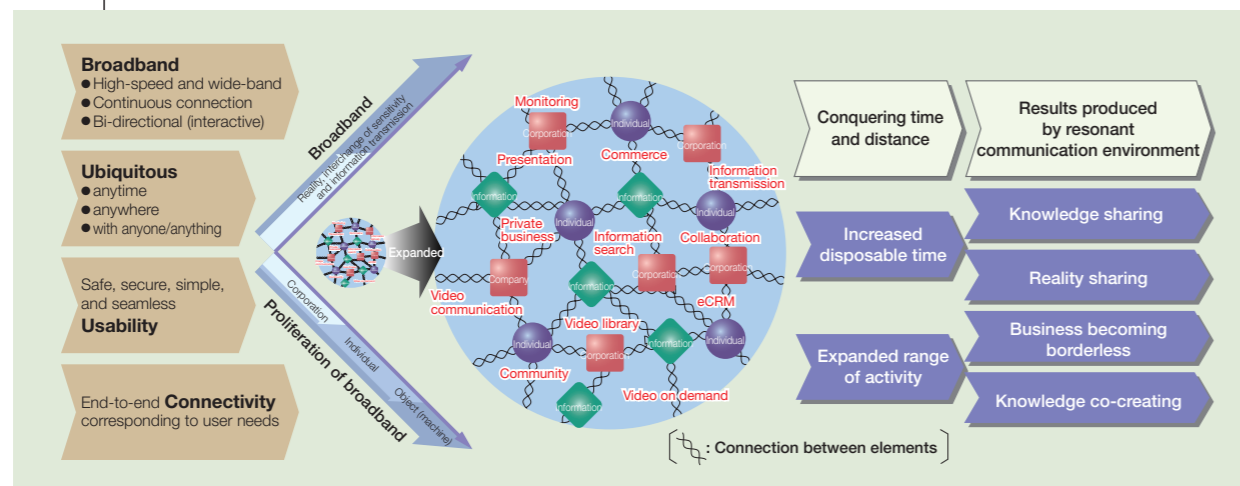 Broadband
● High-speed and wide-band
● Continuous connection
● Bi-directional (interactive)
Ubiquitous
● anytime
● anywhere
● with anyone/anything
Safe, secure, simple,
and seamless
Usability
End-to-end Connectivity
corresponding to user needs
Broadband
Reality, interchange of sensitivity
and information transmission
Corporation
Individual
Object (machine)
Proliferation of broadband
Expanded
Monitoring
Corporation
Individual
Corporation
Presentation
Commerce
Information
transmission
Information
Information
Individual
Individual
Private
business
Information
search
Collaboration
Company
Corporation
Corporation
Video
communication
Information
eCRM
Video library
Individual
Corporation
Information
Individual
Community
Video on demand
Information
: Connection between elements
Conquering time
and distance
Results produced
by resonant
communication environment
Increased
disposable time
Knowledge sharing
Reality sharing
Expanded range
of activity
Business becoming
borderless
Knowledge co-creating